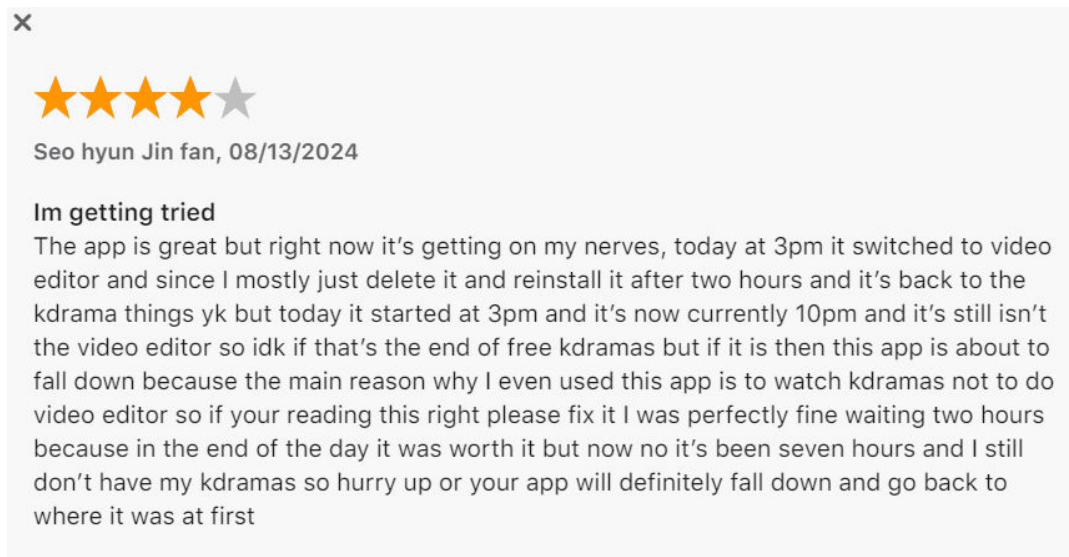 Seo hyun Jin fan, 08/13/2024
Im getting tried
The app is great but right now it's getting on my nerves, today at 3pm it switched to video
editor and since I mostly just delete it and reinstall it after two hours and it's back to the
kdrama things yk but today it started at 3pm and it's now currently 10pm and it's still isn't
the video editor so idk if that's the end of free kdramas but if it is then this app is about to
fall down because the main reason why I even used this app is to watch kdramas not to do
video editor so if your reading this right please fix it I was perfectly fine waiting two hours
because in the end of the day it was worth it but now no it's been seven hours and I still
don't have my kdramas so hurry up or your app will definitely fall down and go back to
where it was at first